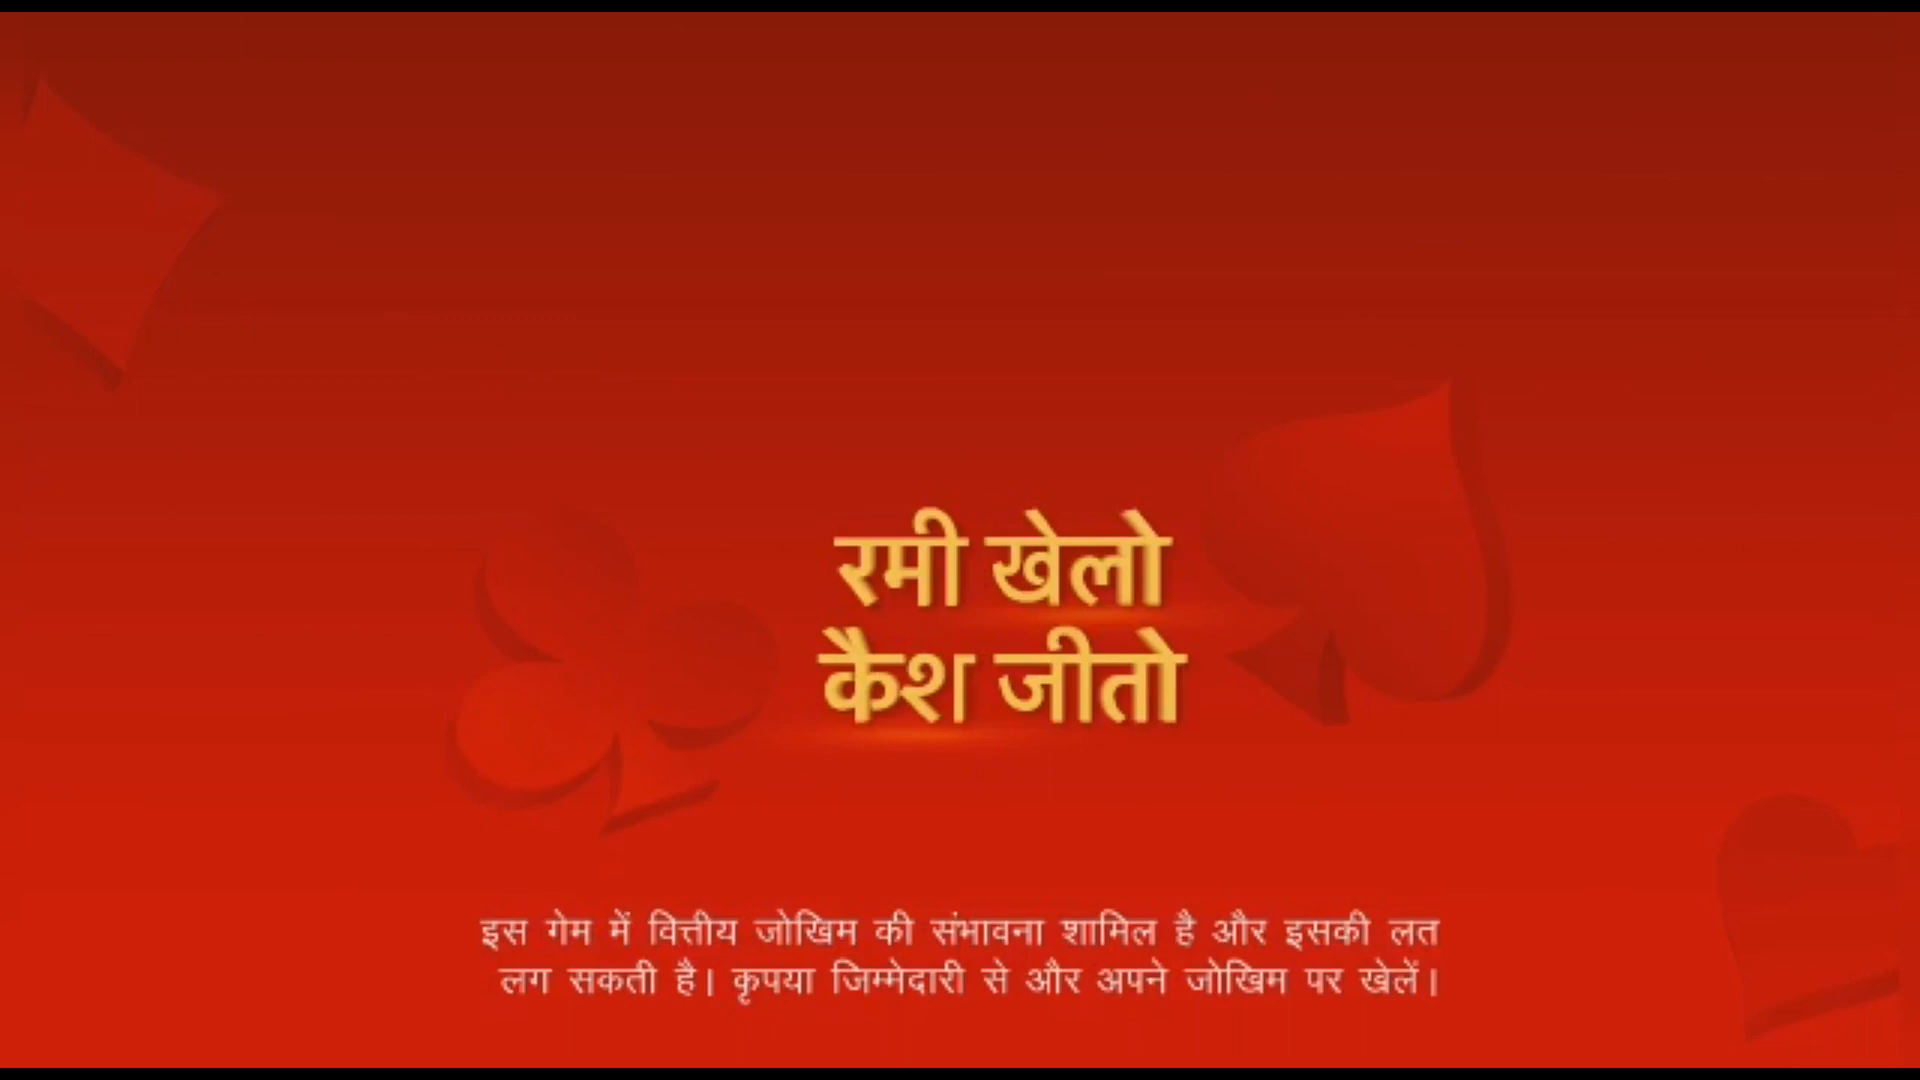 रमी खेलो
कैश जीतो
इस गेम में वित्तीय जोखिम की संभावना शामिल है और इसकी लत
लग सकती है। कृपया जिम्मेदारी से और अपने जोखिम पर खेलें।